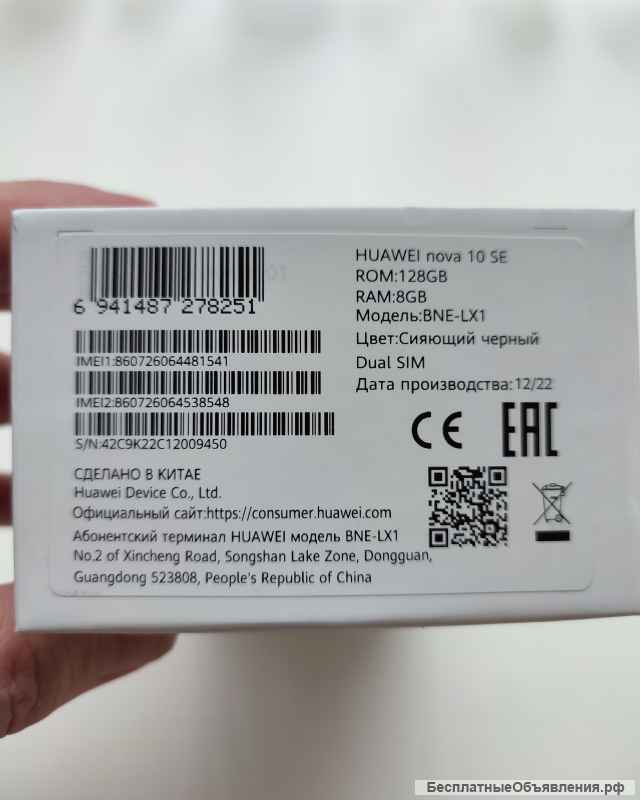 6 941487 278251
IMEI1:860726064481541
IMEI2:860726064538548
S/N:42C9K22C12009450
HUAWEI nova 10 SE
ROM:128GB
RAM:8GB
Модель:BNE-LX1
Цвет:Сияющий черный
Dual SIM
Дата производства:12/22
CE EAC
СДЕЛАНО В КИТАЕ
Huawei Device Co., Ltd.
Официальный сайт:https://consumer.huawei.com
Абонентский терминал HUAWEI модель BNE-LX1
No.2 of Xincheng Road, Songshan Lake Zone, Dongguan,
Guangdong 523808, People's Republic of China
БесплатныеОбъявления.рф